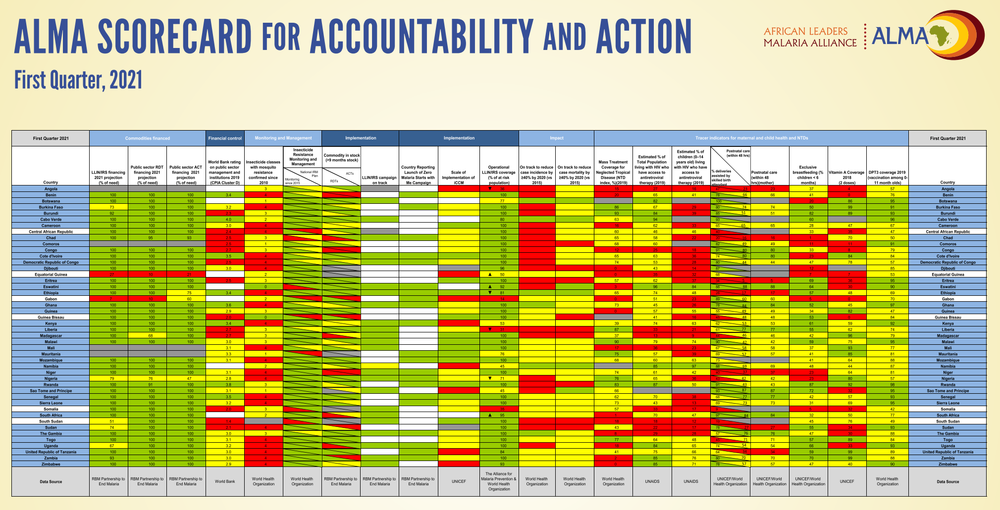 ALMA SCORECARD FOR ACCOUNTABILITY AND ACTION
First Quarter, 2021
AFRICAN LEADERS
MALARIA ALLIANCE
ALMA
First Quarter 2021 Commodities financed Financial control Monitoring and Management Implementation Implementation Impact Tracer indicators for maternal and child health and NTDs First Quarter 2021
Country
LLIN/IRS financing
2021 projection
(% of need)
Public sector RDT
financing 2021
projection
(% of need)
Public sector ACT
financing 2021
projection
(% of need)
World Bank rating
on public sector
management and
institutions 2019
(CPIA Cluster D)
Insecticide classes
with mosquito
resistance
confirmed since
2010
Insecticide
Resistance
Monitoring and
Management
National IRM
Plan
Monitoring
since 2015
Commodity in stock
(>9 months stock)
ACTs
RDTs
LLIN/IRS campaign
on track
Country Reporting
Launch of Zero
Malaria Starts with
Me Campaign
Scale of
Implementation of
iCCM
Operational
LLIN/IRS coverage
(% of at risk
population)
On track to reduce
case incidence by
≥40% by 2020 (vs
2015)
On track to reduce
case mortality by
≥40% by 2020 (vs
2015)
Mass Treatment
Coverage for
Neglected Tropical
Disease (NTD
index, %)(2019)
Estimated % of
Total Population
living with HIV who
have access to
antiretroviral
therapy (2019)
Estimated % of
children (0–14
years old) living
with HIV who have
access to
antiretroviral
therapy (2019)
Postnatal care
(within 48 hrs)
% deliveries
assisted by
skilled birth
attendant
Postnatal care
(within 48
hrs)(mother)
Exclusive
breastfeeding (%
children < 6
months)
Vitamin A Coverage
2018
(2 doses)
DPT3 coverage 2019
(vaccination among 0-
11 month olds)
Country
Angola 3 ▼ 36 27 16 47 23 23 37 4 57 Angola
Benin 100 100 100 3.4 4 100 20 65 41 78 66 66 41 0 76 Benin
Botswana 100 100 100 1 77 82 100 20 86 95 Botswana
Burkina Faso 73 100 100 3.2 4 100 86 67 29 80 74 74 50 99 91 Burkina Faso
Burundi 92 100 100 2.3 3 100 93 84 39 85 51 51 82 89 93 Burundi
Cabo Verde 100 100 100 4.0 2 80 63 94 93 60 96 Cabo Verde
Cameroon 100 100 100 3.0 4 100 16 62 33 65 65 65 28 47 67 Cameroon
Central African Republic 100 100 100 2.4 4 100 60 46 46 40 33 35 47 Central African Republic
Chad 100 95 93 2.5 3 100 65 58 22 20 16 16 1 70 50 Chad
Comoros 2.5 1 100 68 60 82 49 49 11 11 91 Comoros
Congo 100 100 100 2.7 3 100 12 25 18 91 80 80 33 6 79 Congo
Cote d'Ivoire 100 100 100 3.5 4 100 65 63 36 74 80 80 23 84 84 Cote d'Ivoire
Democratic Republic of Congo 100 100 100 2.5 4 100 74 53 26 80 44 44 47 78 57 Democratic Republic of Congo
Djibouti 100 100 100 3.0 4 96 0 43 14 87 12 85 Djibouti
Equatorial Guinea 27 10 21 2 ▲ 50 0 35 32 68 7 7 53 Equatorial Guinea
Eritrea 100 100 100 2.5 3 100 57 62 37 34 5 5 69 38 95 Eritrea
Eswatini 100 100 100 0 ▲ 92 3 96 84 88 88 88 64 30 90 Eswatini
Ethiopia 100 100 75 3.4 4 ▼ 81 65 74 48 28 17 17 57 48 69 Ethiopia
Gabon 7 10 60 2 14 0 51 23 89 60 60 5 0 70 Gabon
Ghana 100 100 100 3.6 4 100 73 45 26 78 84 84 52 45 97 Ghana
Guinea 100 100 100 2.9 3 100 0 57 55 55 49 49 34 82 47 Guinea
Guinea Bissau 100 100 100 2.0 0 100 41 16 45 48 48 53 0 84 Guinea Bissau
Kenya 100 100 100 3.4 4 53 39 74 63 62 53 53 61 59 92 Kenya
Liberia 100 100 100 2.7 3 ▼ 31 87 33 21 61 77 77 55 62 74 Liberia
Madagascar 100 68 100 2.7 3 100 37 13 9 44 46 46 42 96 79 Madagascar
Malawi 100 100 100 3.0 3 100 90 79 74 90 42 42 59 75 95 Malawi
Mali 3.1 4 100 17 36 23 67 58 58 37 93 77 Mali
Mauritania 3.3 1 76 75 57 39 69 57 57 41 85 81 Mauritania
Mozambique 100 100 100 3.1 4 100 68 60 63 73 41 64 88 Mozambique
Namibia 100 100 100 2 45 85 97 88 69 69 48 44 87 Namibia
Niger 100 100 100 3.1 4 100 74 61 42 40 37 37 23 64 81 Niger
Nigeria 79 76 47 2.8 4 ▼ 71 76 65 36 43 42 42 23 80 57 Nigeria
Rwanda 100 91 100 3.8 3 100 83 87 50 91 43 43 87 92 98 Rwanda
Sao Tome and Principe 100 100 100 3.1 1 45 66 93 87 87 72 32 95 Sao Tome and Principe
Senegal 100 100 100 3.5 4 100 62 70 38 68 77 77 42 57 93 Senegal
Sierra Leone 100 100 100 3.2 4 100 73 43 13 69 73 73 31 69 95 Sierra Leone
Somalia 100 100 100 2.0 3 35 57 33 17 9 5 32 42 Somalia
South Africa 100 100 100 2 ▲ 95 1 70 47 97 84 84 32 50 77 South Africa
South Sudan 51 100 100 1.4 100 18 18 12 19 45 76 49 South Sudan
Sudan 74 100 100 2.1 4 100 43 22 17 78 27 27 55 34 93 Sudan
The Gambia 100 100 100 3.0 3 100 8 29 28 57 76 76 47 30 88 The Gambia
Togo 100 100 100 3.1 4 100 77 64 48 45 71 71 57 89 84 Togo
Uganda 67 100 100 3.2 4 100 18 84 65 74 54 54 66 33 93 Uganda
United Republic of Tanzania 100 100 100 3.0 4 84 41 75 66 64 34 34 59 99 89 United Republic of Tanzania
Zambia 93 100 100 3.0 4 100 2 85 76 80 70 70 70 99 88 Zambia
Zimbabwe 100 100 100 2.9 4 93 0 85 71 78 57 57 47 40 90 Zimbabwe
Data Source
RBM Partnership to
End Malaria
RBM Partnership to
End Malaria
RBM Partnership to
End Malaria
World Bank
World Health
Organization
World Health
Organization
RBM Partnership to
End Malaria
RBM Partnership to
End Malaria
RBM Partnership to
End Malaria
UNICEF
The Alliance for
Malaria Prevention &
World Health
Organization
World Health
Organization
World Health
Organization
World Health
Organization
UNAIDS
UNAIDS
UNICEF/World
Health Organization
UNICEF/World
Health Organization
UNICEF/World
Health Organization
UNICEF
World Health
Organization
Data Source